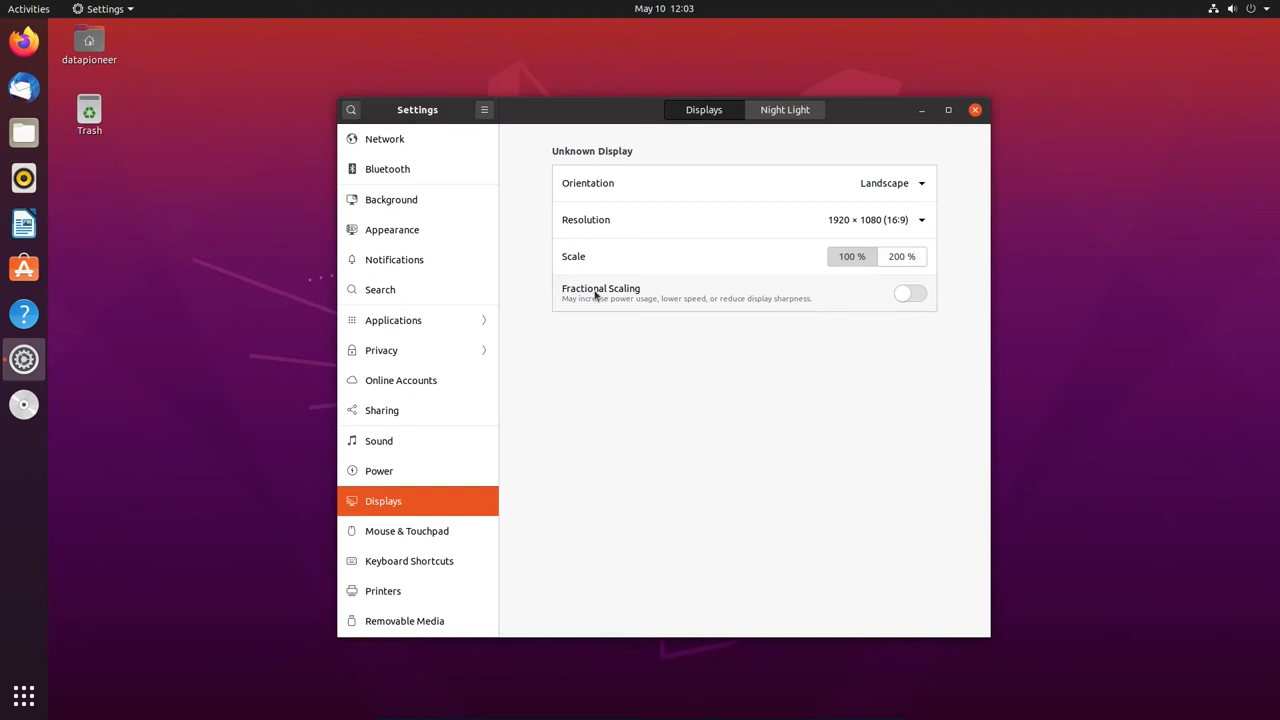 Activities
Settings
May 10 12:03
datapioneer
Trash
Settings
Displays
Night Light
Network
Bluetooth
Background
Appearance
Notifications
Search
Applications
Privacy
Online Accounts
Sharing
Sound
Power
Displays
Mouse & Touchpad
Keyboard Shortcuts
Printers
Removable Media
Unknown Display
Orientation Landscape
Resolution 1920 × 1080 (16:9)
Scale 100 % 200 %
Fractional Scaling
May increase power usage, lower speed, or reduce display sharpness.